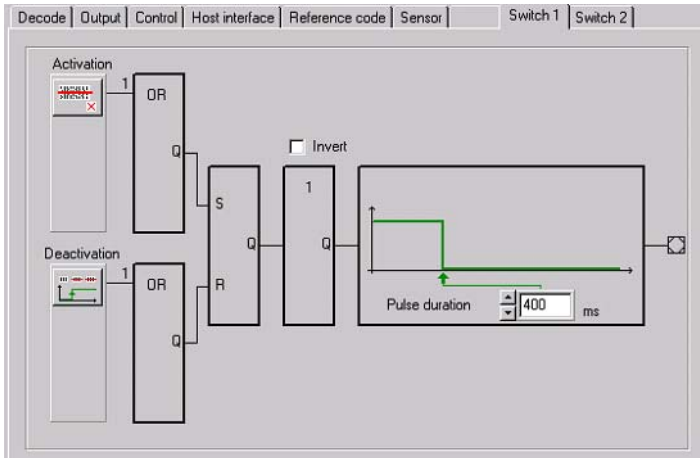 Decode Output Control Host interface Reference code Sensor Switch 1 Switch 2
Activation
1
OR
Q
Invert
S
1
Q
Q
Deactivation
1
OR
R
Q
Pulse duration 400 ms